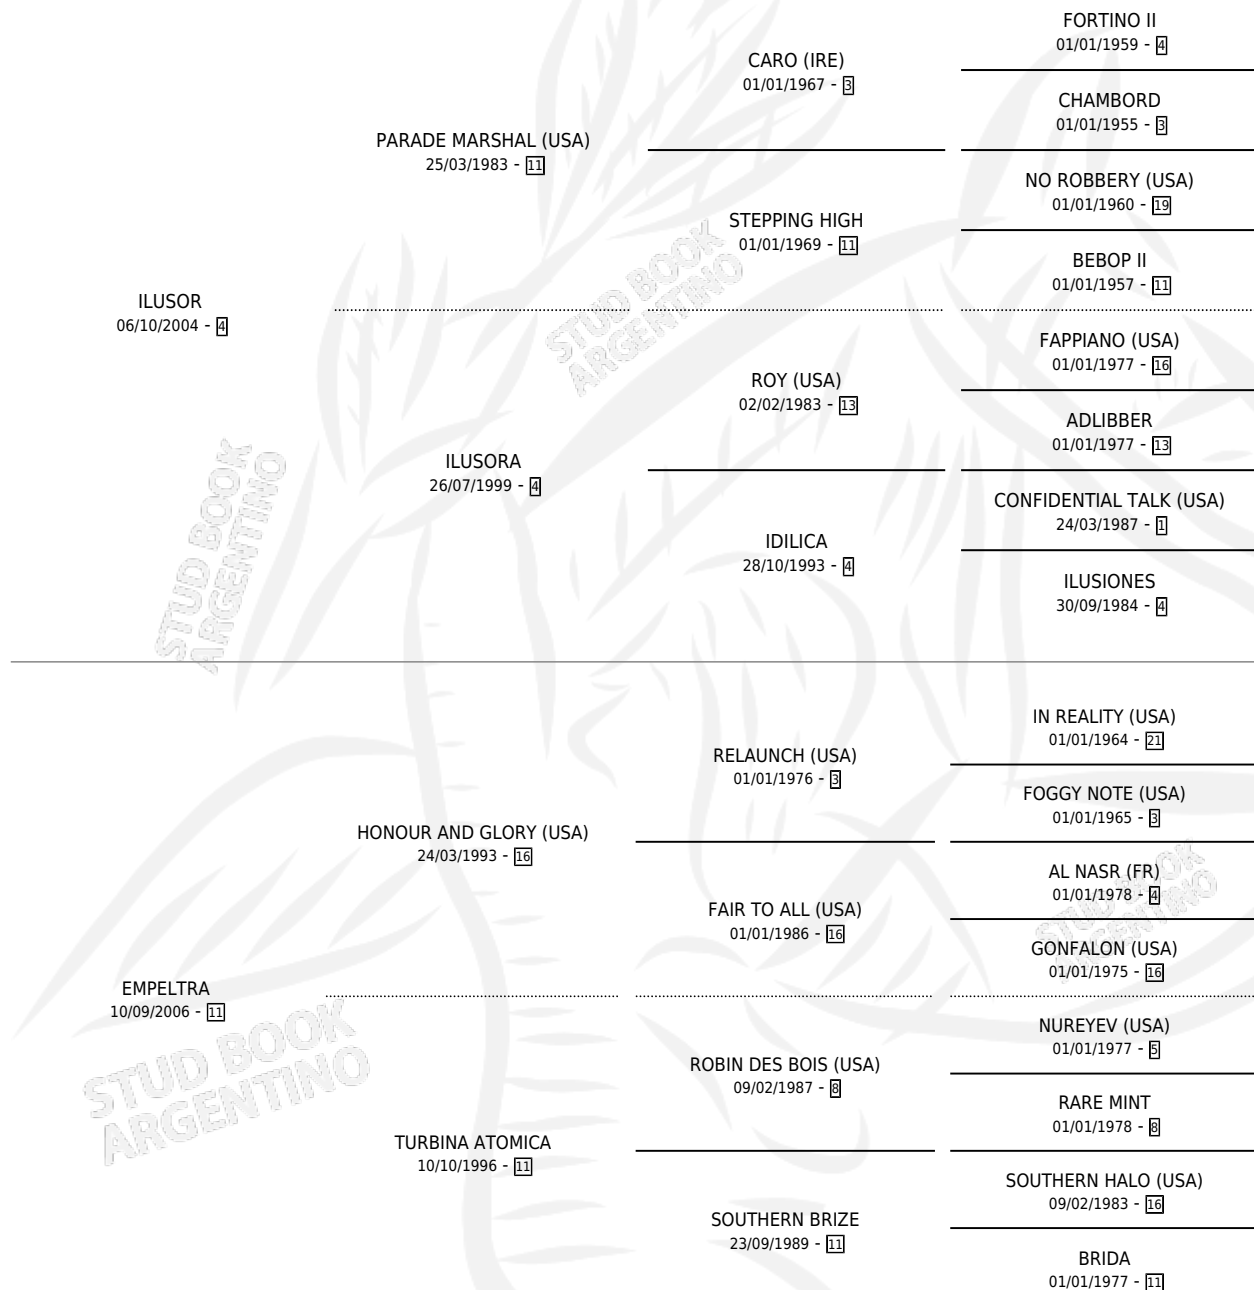 FORTINO II
01/01/1959 - 4
CARO (IRE)
01/01/1967 - 3
CHAMBORD
01/01/1955 - 3
PARADE MARSHAL (USA)
25/03/1983 - 11
NO ROBBERY (USA)
01/01/1960 - 19
STEPPING HIGH
01/01/1969 - 11
BEBOP II
01/01/1957 - 11
ILUSOR
06/10/2004 - 4
STUD BOOK
ARGENTINO
FAPPIANO (USA)
01/01/1977 - 16
ROY (USA)
02/02/1983 - 13
ADLIBBER
01/01/1977 - 13
ILUSORA
26/07/1999 - 4
CONFIDENTIAL TALK (USA)
24/03/1987 - 1
IDILICA
28/10/1993 - 4
ILUSIONES
30/09/1984 - 4
STUD BOOK
ARGENTINO
IN REALITY (USA)
01/01/1964 - 21
RELAUNCH (USA)
01/01/1976 - 3
FOGGY NOTE (USA)
01/01/1965 - 3
HONOUR AND GLORY (USA)
24/03/1993 - 16
AL NASR (FR)
01/01/1978 - 4
STUD BOOK
ARGENTINO
FAIR TO ALL (USA)
01/01/1986 - 16
GONFALON (USA)
01/01/1975 - 16
EMPELTRA
10/09/2006 - 11
STUD BOOK
ARGENTINO
NUREYEV (USA)
01/01/1977 - 5
ROBIN DES BOIS (USA)
09/02/1987 - 8
RARE MINT
01/01/1978 - 8
TURBINA ATOMICA
10/10/1996 - 11
SOUTHERN HALO (USA)
09/02/1983 - 16
SOUTHERN BRIZE
23/09/1989 - 11
BRIDA
01/01/1977 - 11